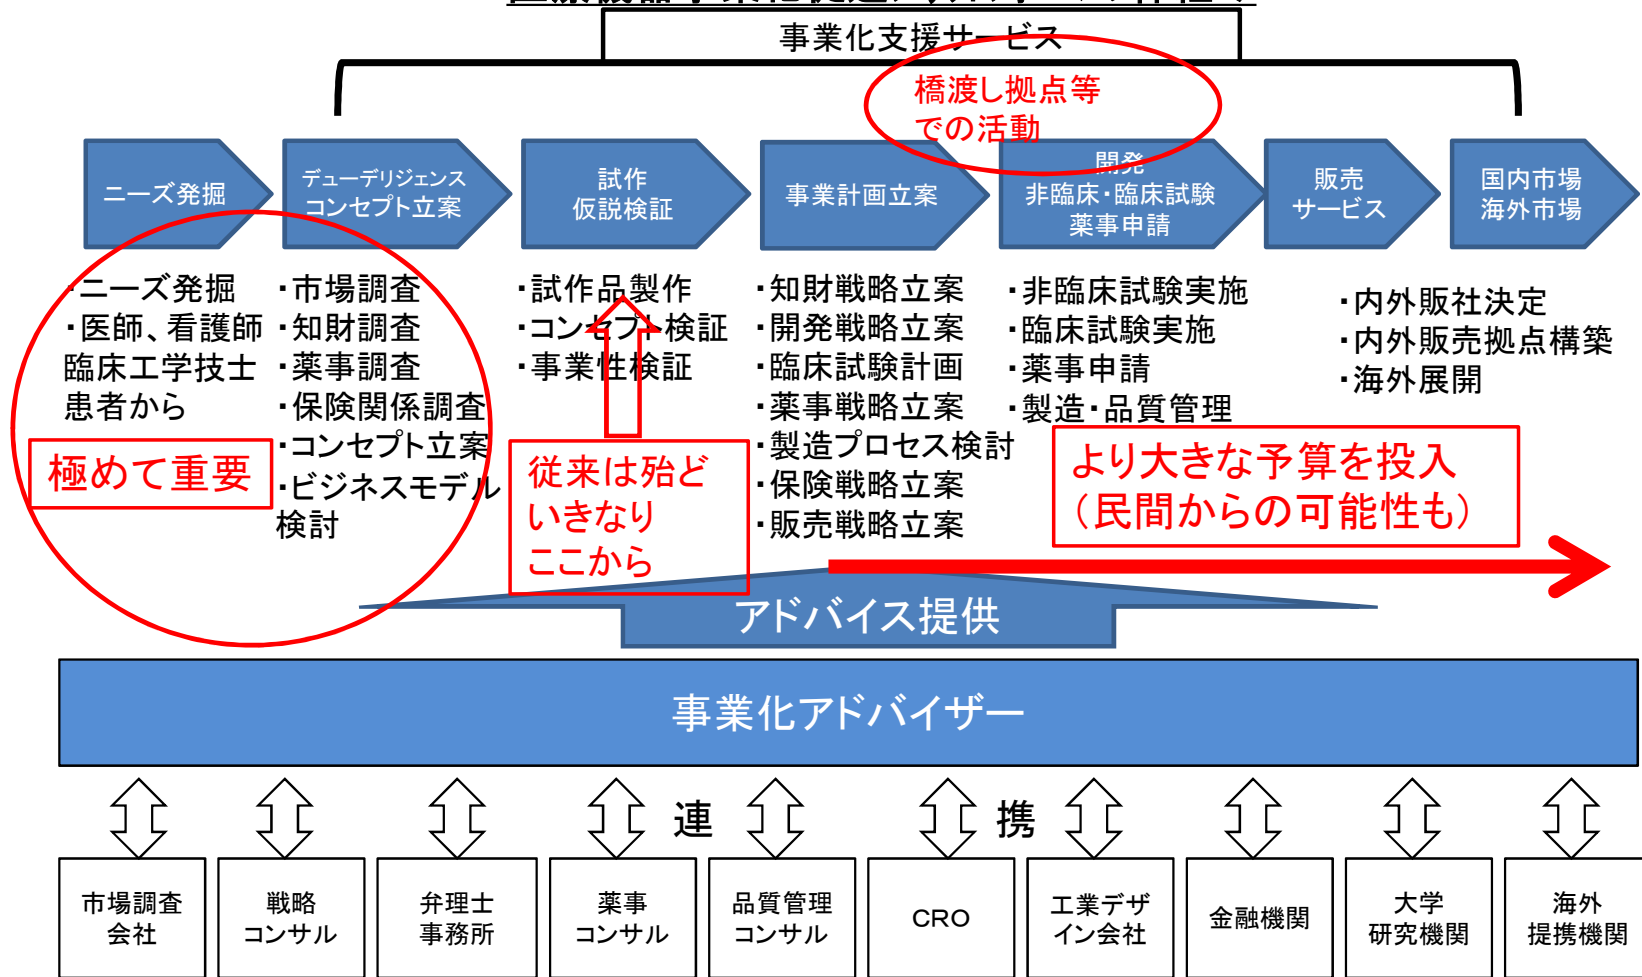 事業化支援サービス
橋渡し拠点等
での活動
ニーズ発掘
デューデリジェンス
コンセプト立案
試作
仮説検証
事業計画立案
開発
非臨床・臨床試験
薬事申請
販売
サービス
国内市場
海外市場
・ニーズ発掘
・医師、看護師
臨床工学技士
患者から
・市場調査
・知財調査
・薬事調査
・保険関係調査
・コンセプト立案
・ビジネスモデル
検討
・試作品製作
・コンセプト検証
・事業性検証
・知財戦略立案
・開発戦略立案
・臨床試験計画
・薬事戦略立案
・製造プロセス検討
・保険戦略立案
・販売戦略立案
・非臨床試験実施
・臨床試験実施
・薬事申請
・製造・品質管理
・内外販社決定
・内外販売拠点構築
・海外展開
極めて重要
従来は殆ど
いきなり
ここから
より大きな予算を投入
（民間からの可能性も）
アドバイス提供
事業化アドバイザー
連 携
市場調査
会社
戦略
コンサル
弁理士
事務所
薬事
コンサル
品質管理
コンサル
CRO
工業デザ
イン会社
金融機関
大学
研究機関
海外
提携機関